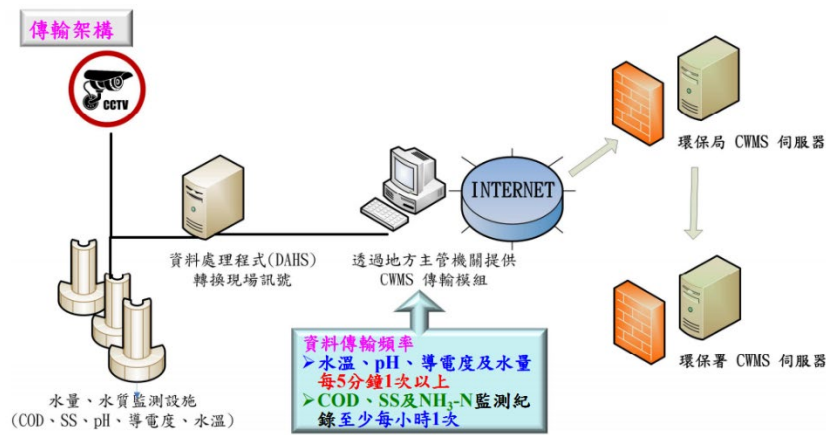 傳輸架構
CCTV
資料處理程式(DAHS)
轉換現場訊號
透過地方主管機關提供
CWMS 傳輸模組
INTERNET
環保局 CWMS 伺服器
環保署 CWMS 伺服器
水量、水質監測設施
(COD、SS、pH、導電度、水溫)
資料傳輸頻率
➢水溫、pH、導電度及水量
每5分鐘1次以上
➢COD、SS及NH₃-N監測紀
錄至少每小時1次